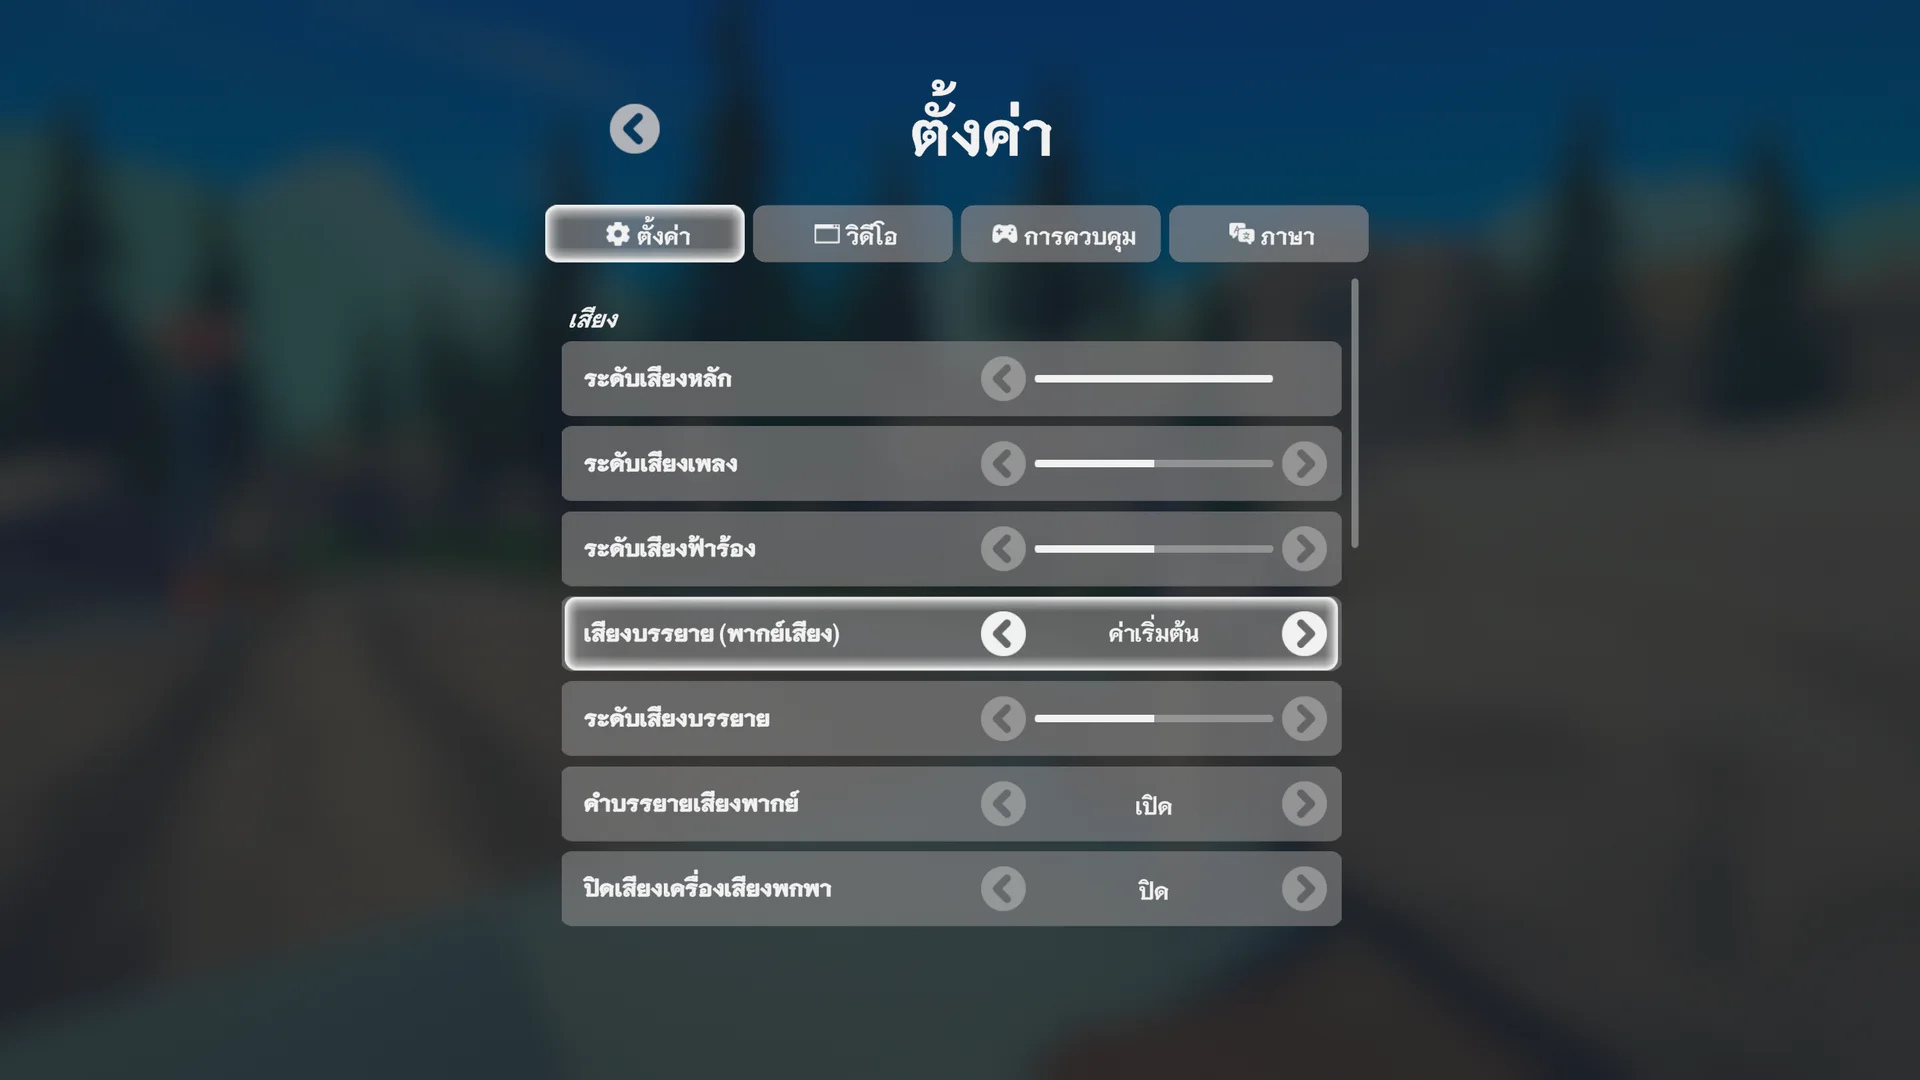 ตั้งค่า
ตั้งค่า วิดีโอ การควบคุม ภาษา
เสียง
ระดับเสียงหลัก
ระดับเสียงเพลง
ระดับเสียงฟ้าร้อง
เสียงบรรยาย (พากย์เสียง) ค่าเริ่มต้น
ระดับเสียงบรรยาย
คำบรรยายเสียงพากย์ เปิด
ปิดเสียงเครื่องเสียงพกพา ปิด